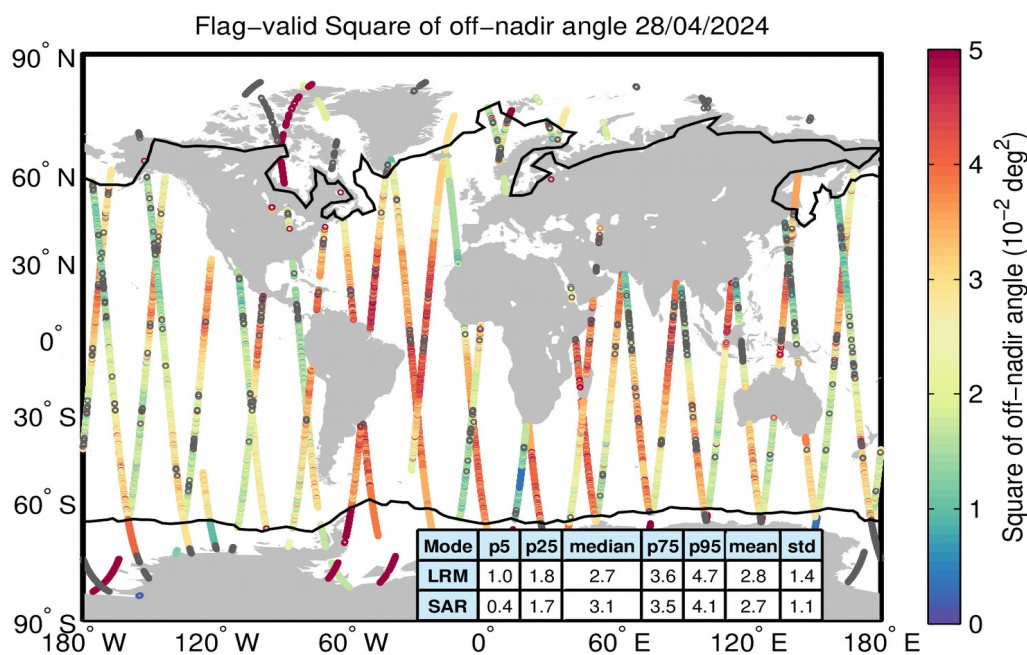 Flag−valid Square of off−nadir angle 28/04/2024
90° N
60° N
30° N
0°
30° S
60° S
90° S
180° W
120° W
60° W
0°
60° E
120° E
180° E
Mode p5 p25 median p75 p95 mean std
LRM 1.0 1.8 2.7 3.6 4.7 2.8 1.4
SAR 0.4 1.7 3.1 3.5 4.1 2.7 1.1
5
4
3
2
1
0
Square of off−nadir angle (10⁻² deg²)